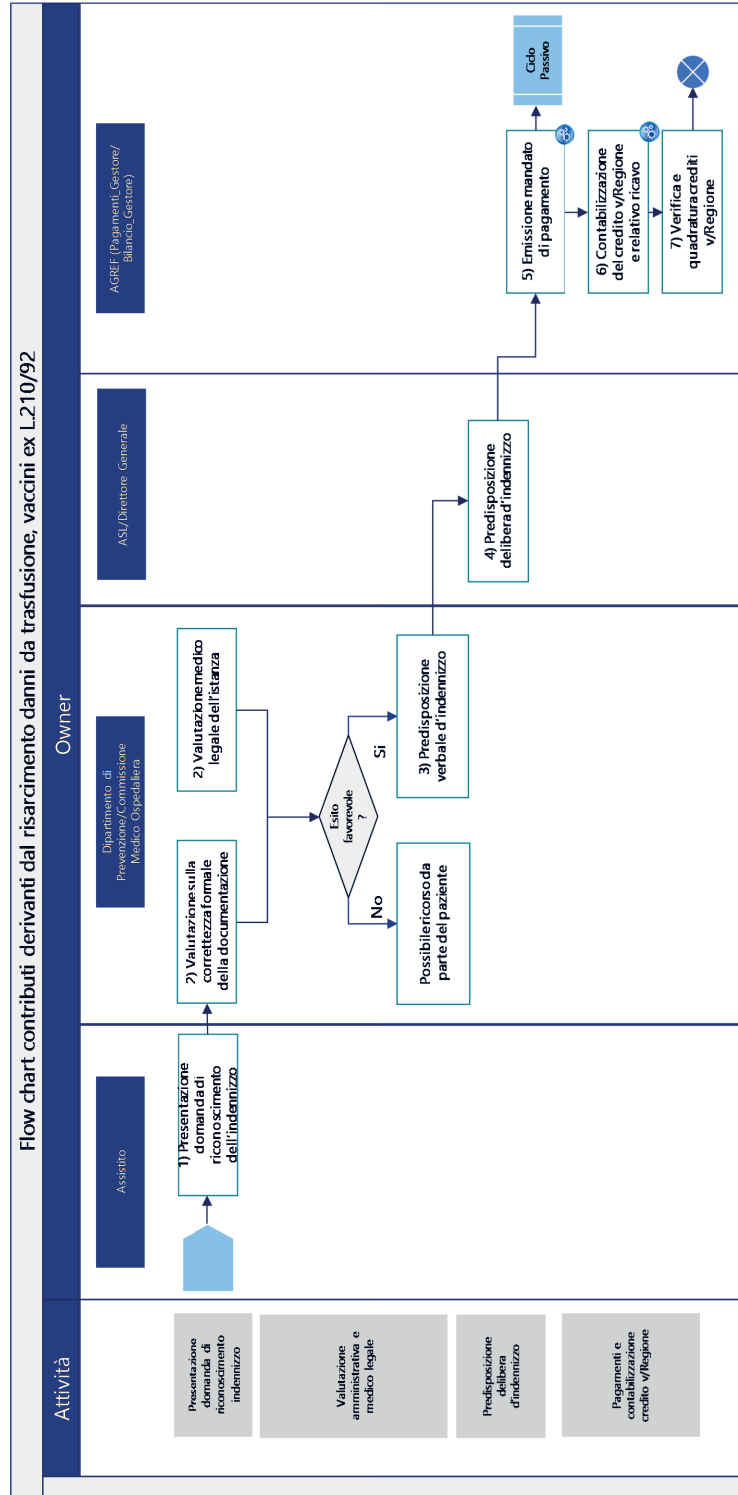 Flow chart contributi derivanti dal risarcimento danni da trasfusione, vaccini ex L.210/92
Attività
Owner
Assistito
Dipartimento di
Prevenzione/Commissione
Medico Ospedaliera
ASL/Direttore Generale
AGREF (Pagamenti_Gestore/
Bilancio_Gestore)
Presentazione
domanda di
riconoscimento
indennizzo
1) Presentazione
domanda di
riconoscimento
dell'indennizzo
2) Valutazione sulla
correttezza formale
della documentazione
2) Valutazione medico
legale dell'istanza
Valutazione
amministrativa e
medico legale
Esito
favorevole
?
No
Si
Possibile ricorso da
parte del paziente
3) Predisposizione
verbale d'indennizzo
Predisposizione
delibera
d'indennizzo
4) Predisposizione
delibera d'indennizzo
Pagamenti e
contabilizzazione
credito v/Regione
5) Emissione mandato
di pagamento
Ciclo
Passivo
6) Contabilizzazione
del credito v/Regione
e relativo ricavo
7) Verifica e
quadratura crediti
v/Regione